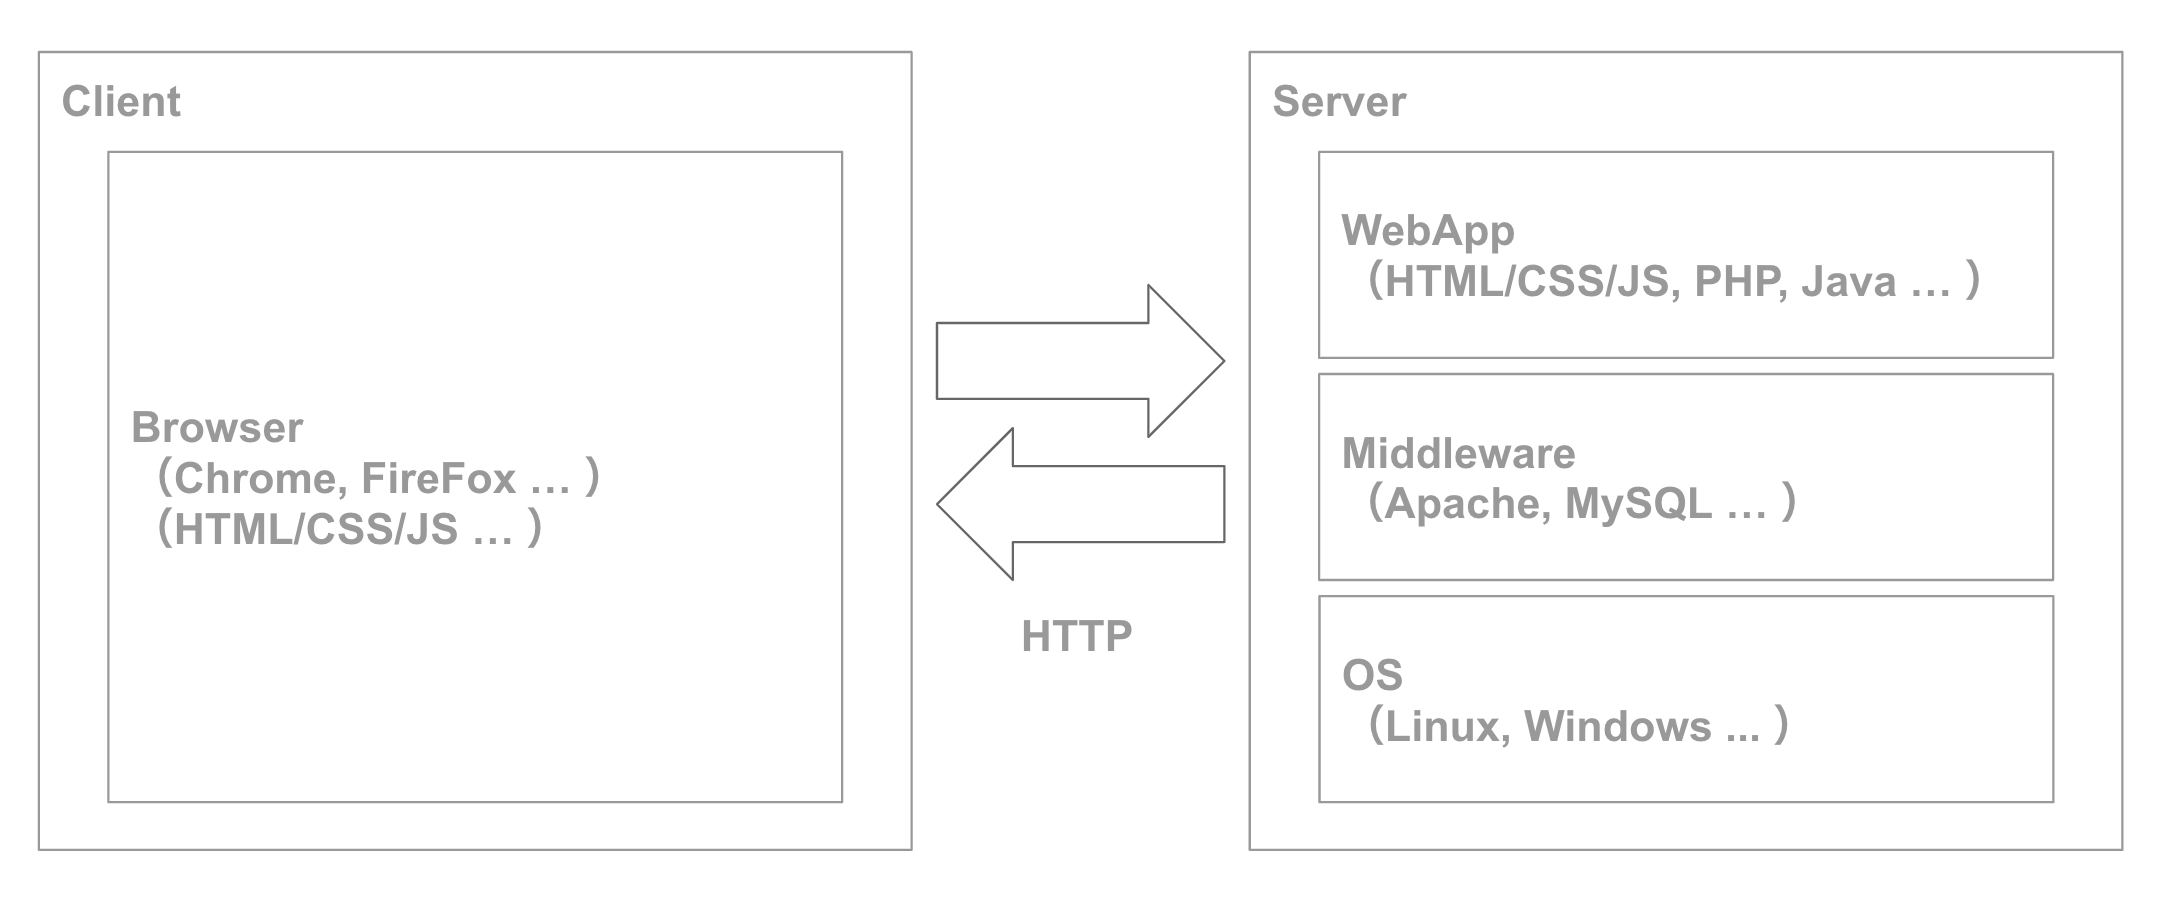 Client
Browser
（Chrome, FireFox … ）
（HTML/CSS/JS … ）
HTTP
Server
WebApp
（HTML/CSS/JS, PHP, Java … ）
Middleware
（Apache, MySQL … ）
OS
（Linux, Windows ... ）